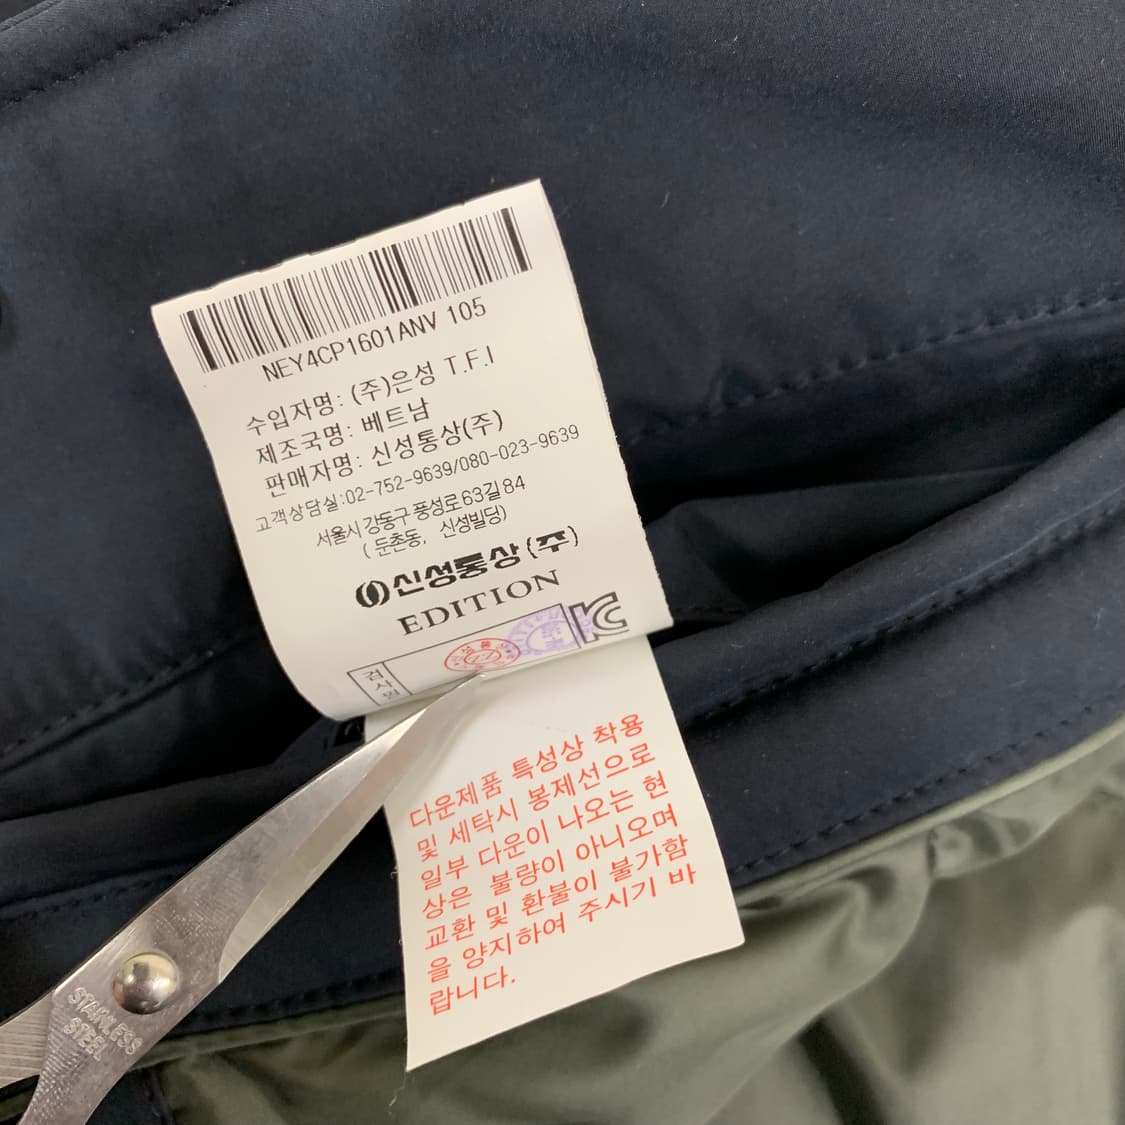 NEY4CP1601ANV 105
수입자명: (주)은성 T.F.I
제조국명: 베트남
판매자명: 신성통상(주)
고객상담실:02-752-9639/080-023-9639
서울시 강동구 풍성로63길 84
( 둔촌동, 신성빌딩)
신성통상(주)
EDITION
검사필
다운제품 특성상 착용
및 세탁시 봉제선으로
일부 다운이 나오는 현
상은 불량이 아니오며
교환 및 환불이 불가함
을 양지하여 주시기 바
랍니다.
STAINLESS
STEEL